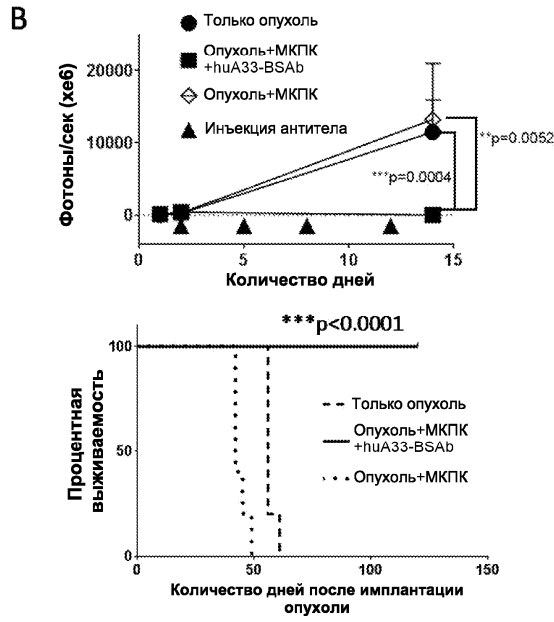 B
Только опухоль
Опухоль+МКПК
+huA33-BSAb
Опухоль+МКПК
Инъекция антитела
Фотоны/сек (xe6)
20000
10000
0
**p=0.0052
***p=0.0004
0
5
10
15
Количество дней
***p<0.0001
Процентная
выживаемость
100
50
0
Только опухоль
Опухоль+МКПК
+huA33-BSAb
Опухоль+МКПК
0
50
100
150
Количество дней после имплантации
опухоли